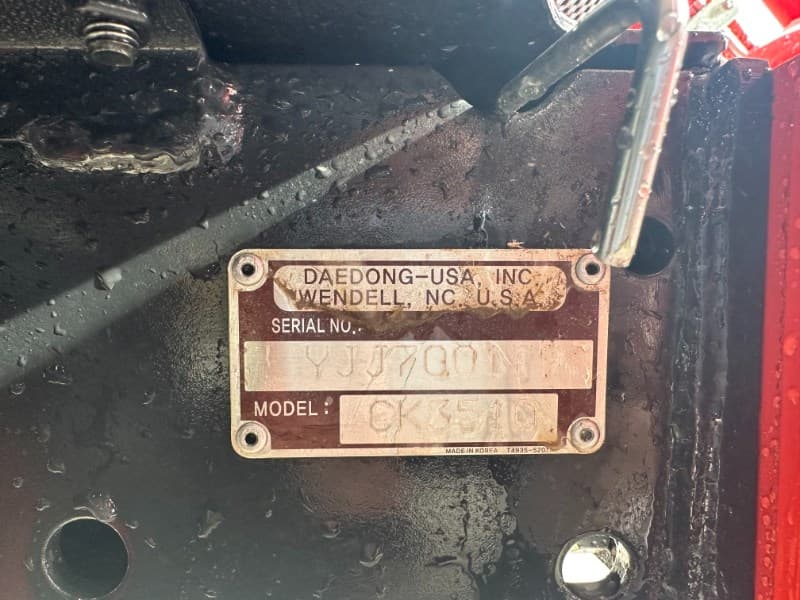 DAEDONG-USA, INC
WENDELL, NC U.S.A
SERIAL NO.:
MODEL:
CK3510
MADE IN KOREA